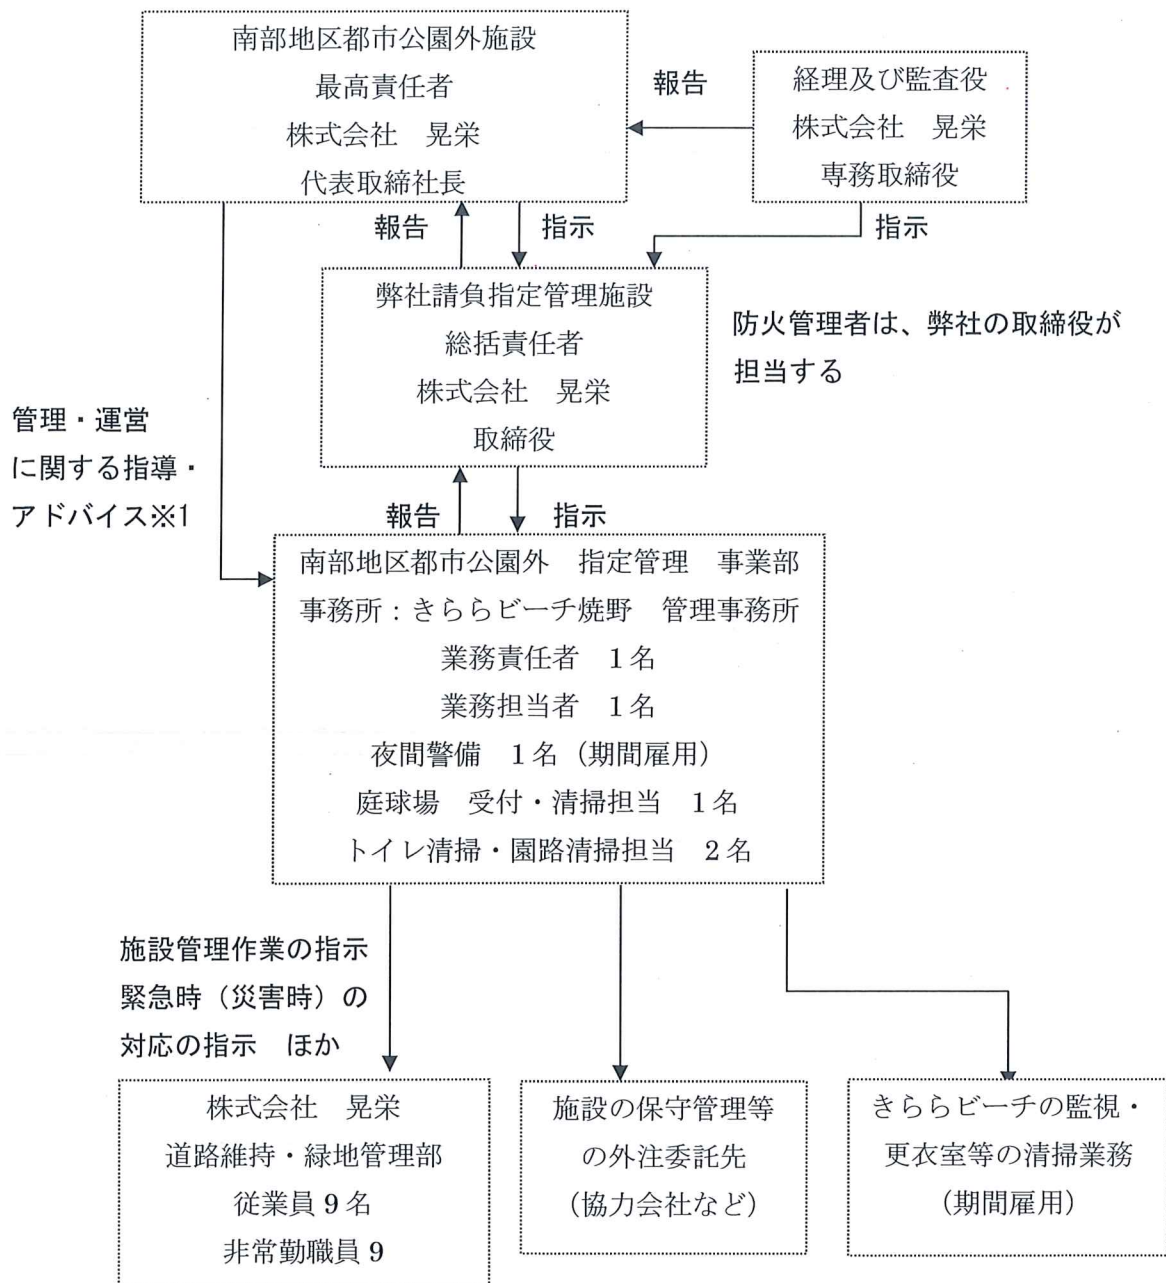 南部地区都市公園外施設
最高責任者
株式会社　晃栄
代表取締社長
報告
経理及び監査役
株式会社　晃栄
専務取締役
報告
指示
指示
弊社請負指定管理施設
総括責任者
株式会社　晃栄
取締役
防火管理者は、弊社の取締役が
担当する
管理・運営
に関する指導・
アドバイス※1
報告
指示
南部地区都市公園外　指定管理　事業部
事務所：きららビーチ焼野　管理事務所
業務責任者　1名
業務担当者　1名
夜間警備　1名（期間雇用）
庭球場　受付・清掃担当　1名
トイレ清掃・園路清掃担当　2名
施設管理作業の指示
緊急時（災害時）の
対応の指示　ほか
株式会社　晃栄
道路維持・緑地管理部
従業員9名
非常勤職員9
施設の保守管理等
の外注委託先
（協力会社など）
きららビーチの監視・
更衣室等の清掃業務
（期間雇用）